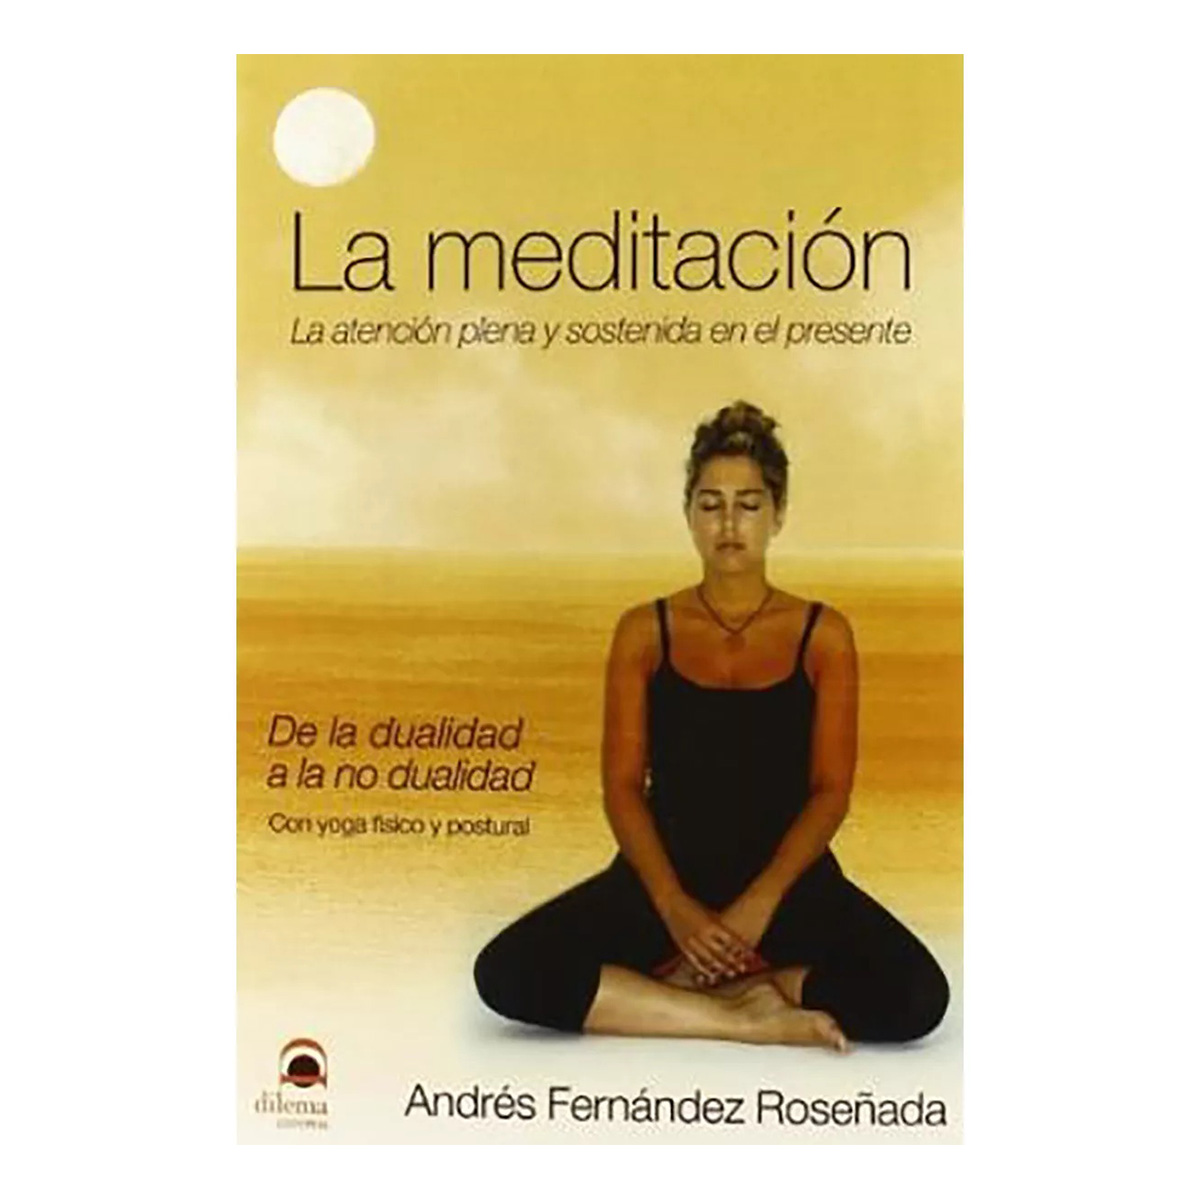 La meditación
La atención plena y sostenida en el presente
De la dualidad
a la no dualidad
Con yoga físico y postural
dilema
Andrés Fernández Roseñada